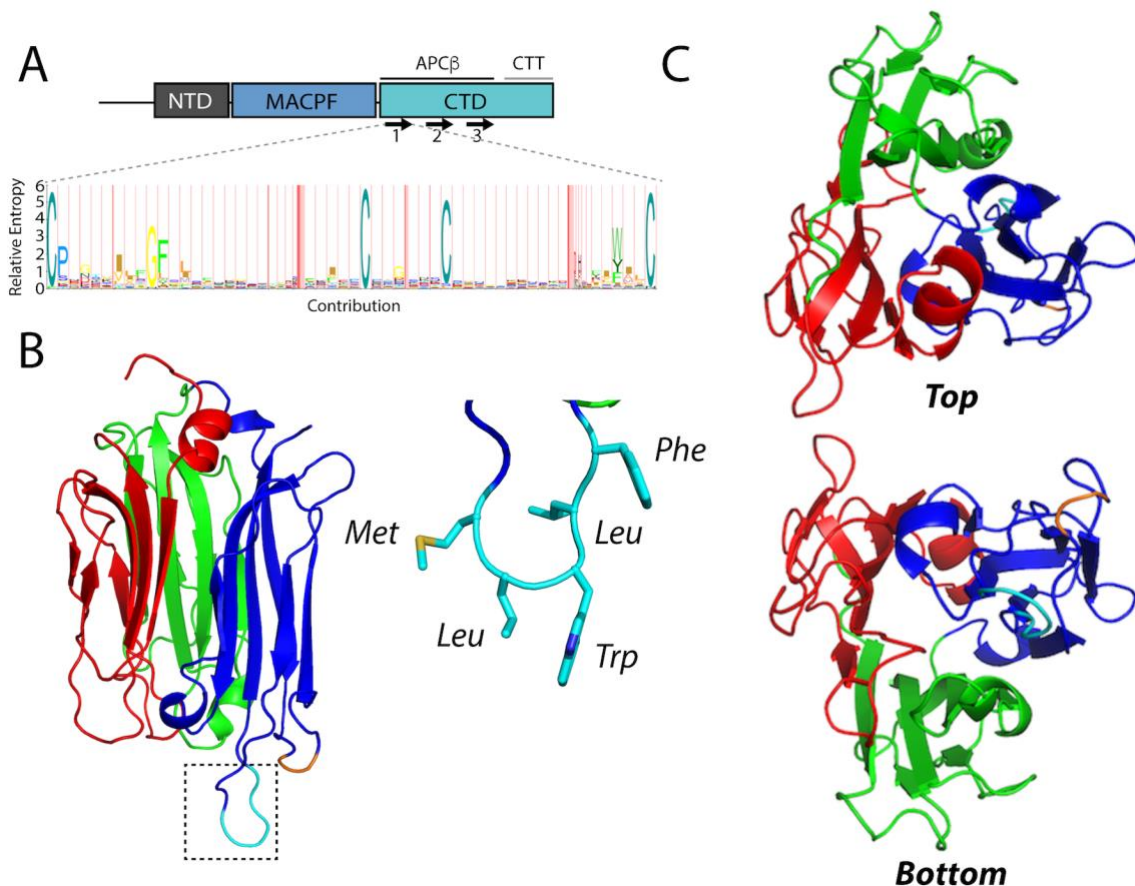 A
APCβ
CTT
NTD
MACPF
CTD
1
2
3
Relative Entropy
6
5
4
3
2
1
0
C
P
G
F
C
C
W
Y
C
Contribution
B
Met
Leu
Trp
Leu
Phe
C
Top
Bottom